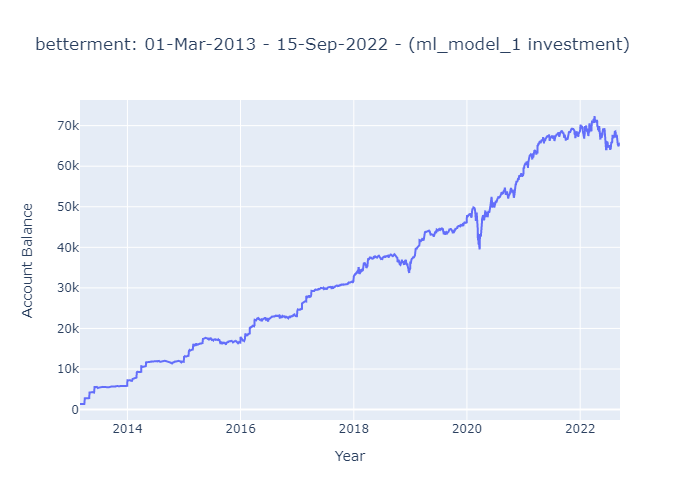 betterment: 01-Mar-2013 - 15-Sep-2022 - (ml_model_1 investment)
70k
60k
50k
40k
30k
20k
10k
0
Account Balance
2014 2016 2018 2020 2022
Year